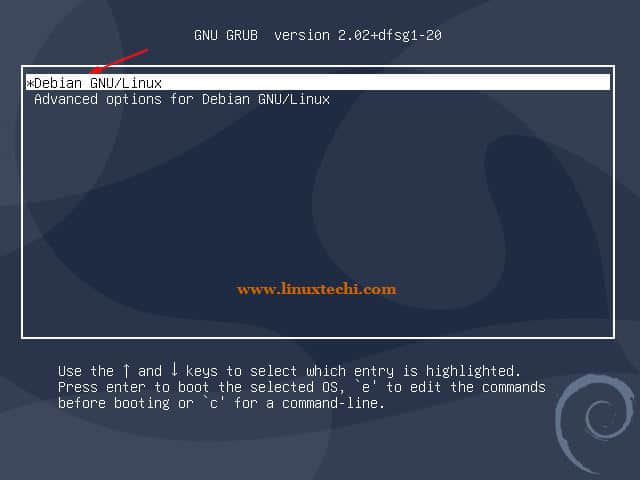 GNU GRUB  version 2.02+dfsg1-20
*Debian GNU/Linux
Advanced options for Debian GNU/Linux
www.linuxtechi.com
Use the ↑ and ↓ keys to select which entry is highlighted.
Press enter to boot the selected OS, `e' to edit the commands
before booting or `c' for a command-line.